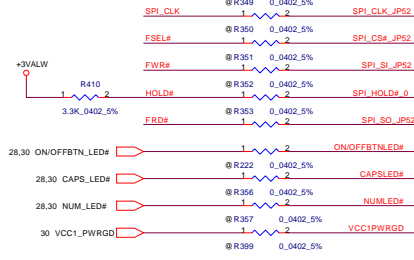 @R349 0_0402_5%
SPI_CLK 1 2 SPI_CLK_JP52
@R350 0_0402_5%
FSEL# 1 2 SPI_CS#_JP52
@R351 0_0402_5%
+3VALW FWR# 1 2 SPI_SI_JP52
R410 @R352 0_0402_5%
1 2 HOLD# 1 2 SPI_HOLD#_0
3.3K_0402_5% @R353 0_0402_5%
FRD# 1 2 SPI_SO_JP52
28,30 ON/OFFBTN_LED# 1 2 ON/OFFBTNLED#
@R222 0_0402_5%
28,30 CAPS_LED# 1 2 CAPSLED#
@R356 0_0402_5%
28,30 NUM_LED# 1 2 NUMLED#
@R357 0_0402_5%
30 VCC1_PWRGD 1 2 VCC1PWRGD
@R399 0_0402_5%